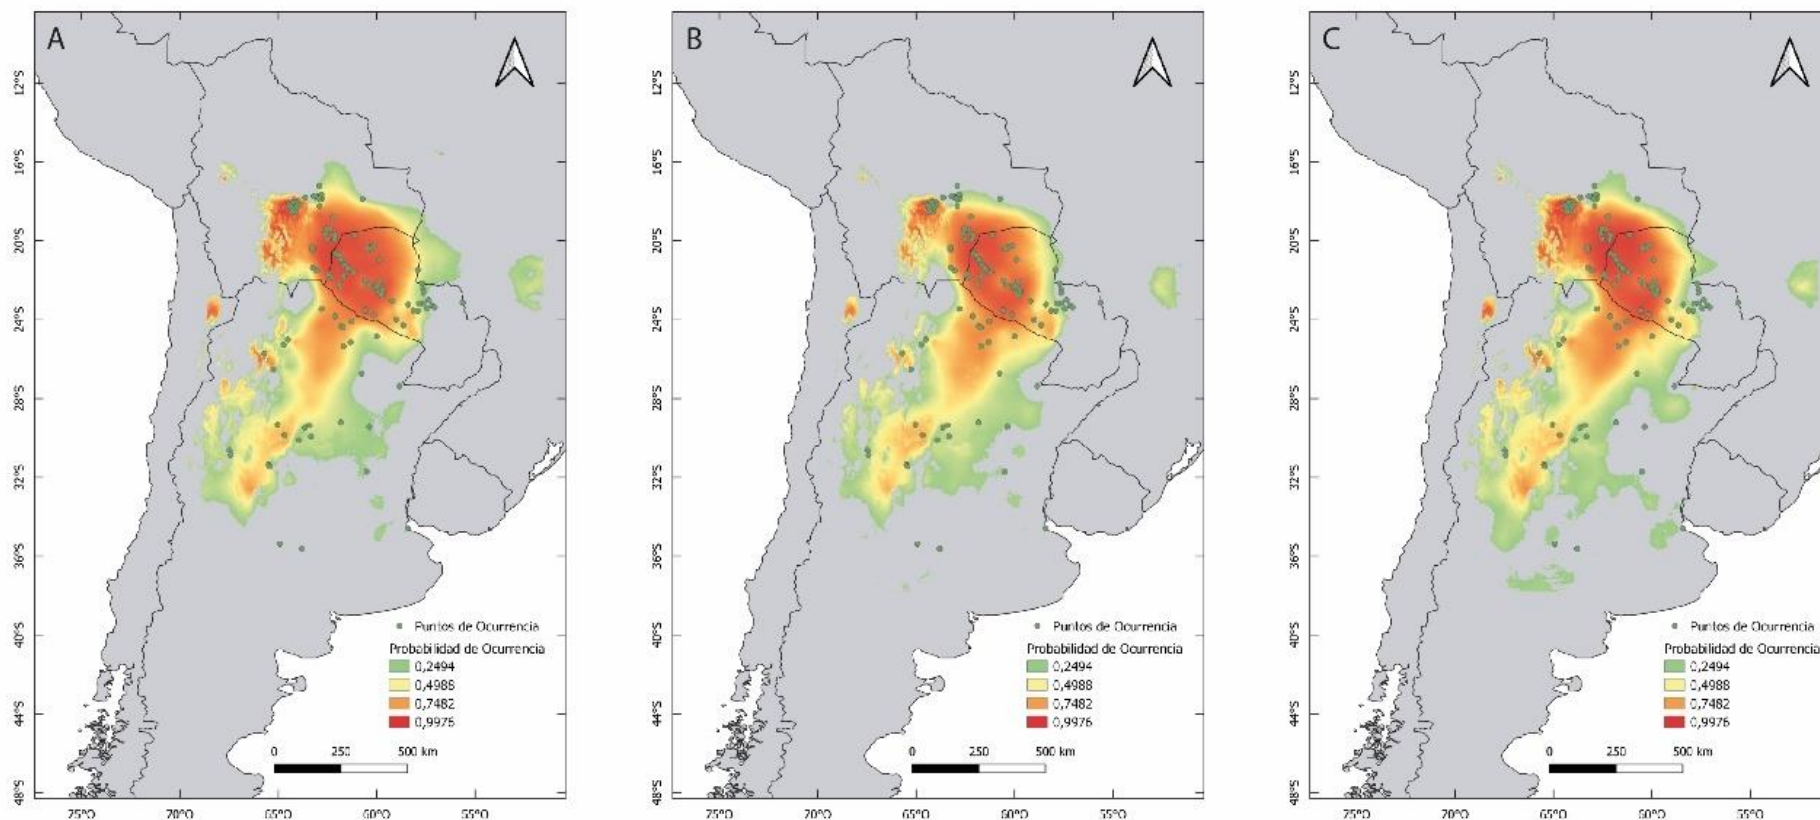 A
12°S
16°S
20°S
24°S
28°S
32°S
36°S
40°S
44°S
48°S
75°O
70°O
65°O
60°O
55°O
Puntos de Ocurrencia
Probabilidad de Ocurrencia
0,2494
0,4988
0,7482
0,9976
0 250 500 km
B
12°S
16°S
20°S
24°S
28°S
32°S
36°S
40°S
44°S
48°S
75°O
70°O
65°O
60°O
55°O
Puntos de Ocurrencia
Probabilidad de Ocurrencia
0,2494
0,4988
0,7482
0,9976
0 250 500 km
C
12°S
16°S
20°S
24°S
28°S
32°S
36°S
40°S
44°S
48°S
75°O
70°O
65°O
60°O
55°O
Puntos de Ocurrencia
Probabilidad de Ocurrencia
0,2494
0,4988
0,7482
0,9976
0 250 500 km